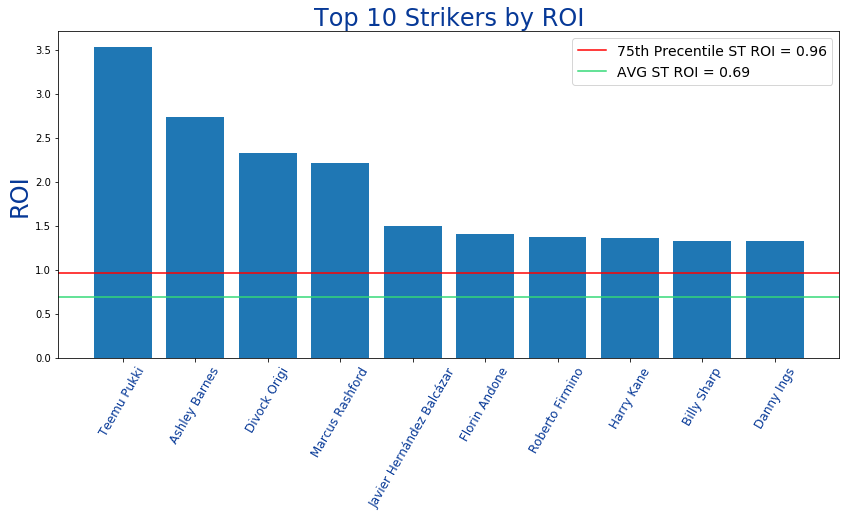 Top 10 Strikers by ROI
75th Precentile ST ROI = 0.96
AVG ST ROI = 0.69
ROI
3.5
3.0
2.5
2.0
1.5
1.0
0.5
0.0
Teemu Pukki
Ashley Barnes
Divock Origi
Marcus Rashford
Javier Hernández Balcázar
Florin Andone
Roberto Firmino
Harry Kane
Billy Sharp
Danny Ings